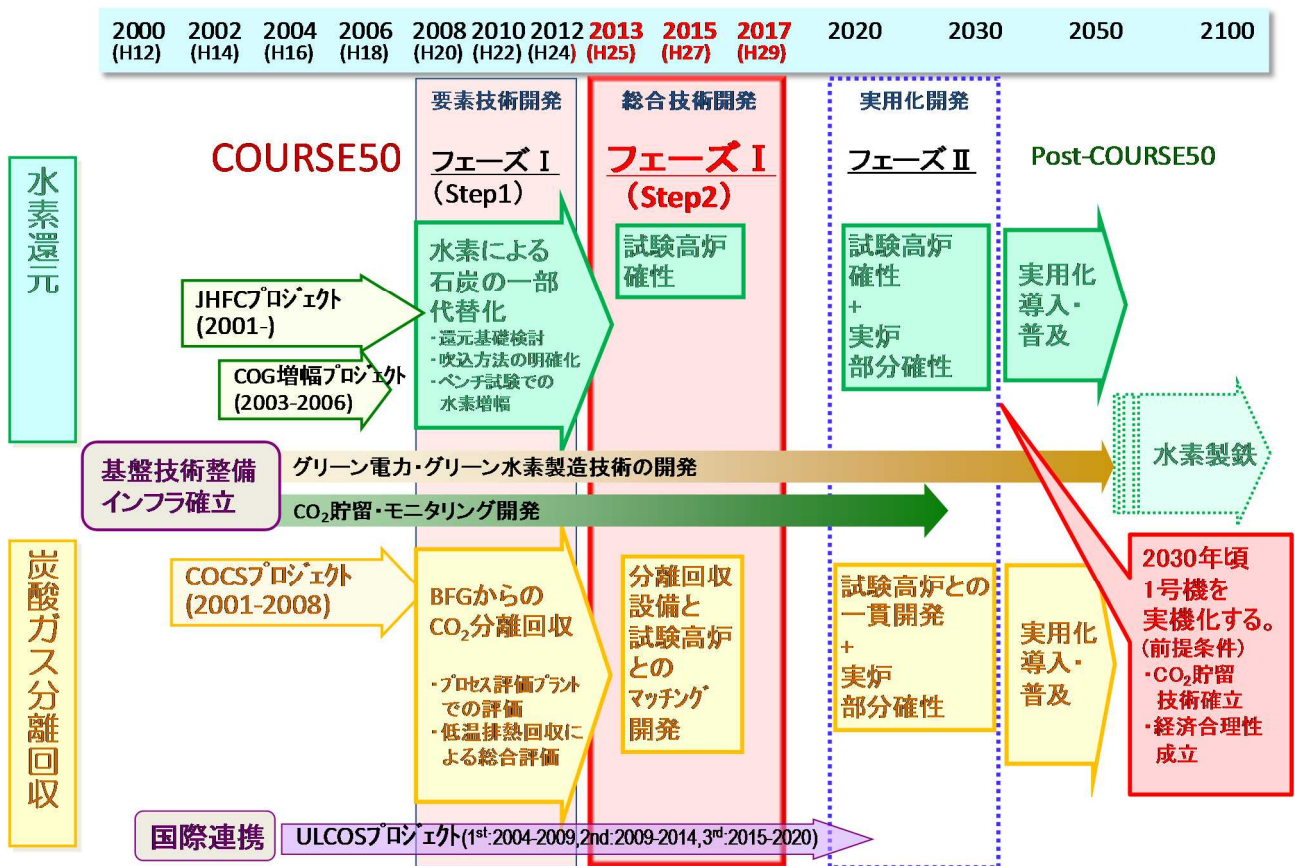 2000 2002 2004 2006 2008 2010 2012 2013 2015 2017 2020 2030 2050 2100
(H12) (H14) (H16) (H18) (H20) (H22) (H24) (H25) (H27) (H29)
要素技術開発
総合技術開発
実用化開発
COURSE50
フェーズⅠ
(Step1)
フェーズⅠ
(Step2)
フェーズⅡ
Post-COURSE50
水素還元
JHFCプロジェクト
(2001-)
COG増幅プロジェクト
(2003-2006)
水素による
石炭の一部
代替化
・還元基礎検討
・吹込方法の明確化
・ベンチ試験での
水素増幅
試験高炉
確性
試験高炉
確性
+
実炉
部分確性
実用化
導入・
普及
水素製鉄
基盤技術整備
インフラ確立
グリーン電力・グリーン水素製造技術の開発
CO₂貯留・モニタリング開発
炭酸ガス分離回収
COCSプロジェクト
(2001-2008)
BFGからの
CO₂分離回収
・プロセス評価プラント
での評価
・低温排熱回収に
よる総合評価
分離回収
設備と
試験高炉
との
マッチング
開発
試験高炉との
一貫開発
+
実炉
部分確性
実用化
導入・
普及
2030年頃
1号機を
実機化する。
(前提条件)
・CO₂貯留
技術確立
・経済合理性
成立
国際連携
ULCOSプロジェクト(1st:2004-2009,2nd:2009-2014,3rd:2015-2020)